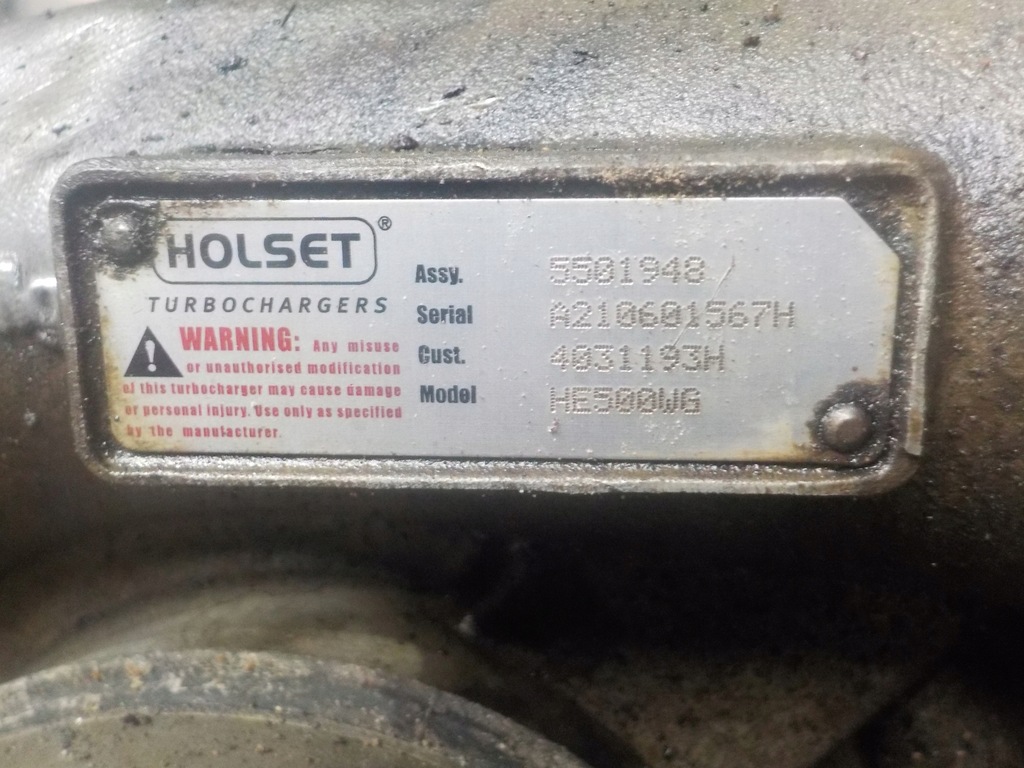 HOLSET®
TURBOCHARGERS
WARNING: Any misuse
or unauthorised modification
of this turbocharger may cause damage
or personal injury. Use only as specified
by the manufacturer.
Assy. 5501948
Serial A210601567H
Cust. 4031193H
Model HE500WG